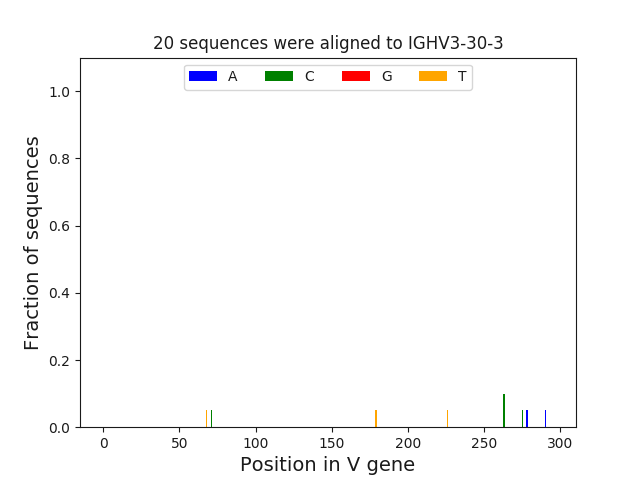 20 sequences were aligned to IGHV3-30-3
A C G T
1.0
0.8
0.6
0.4
0.2
0.0
Fraction of sequences
0 50 100 150 200 250 300
Position in V gene